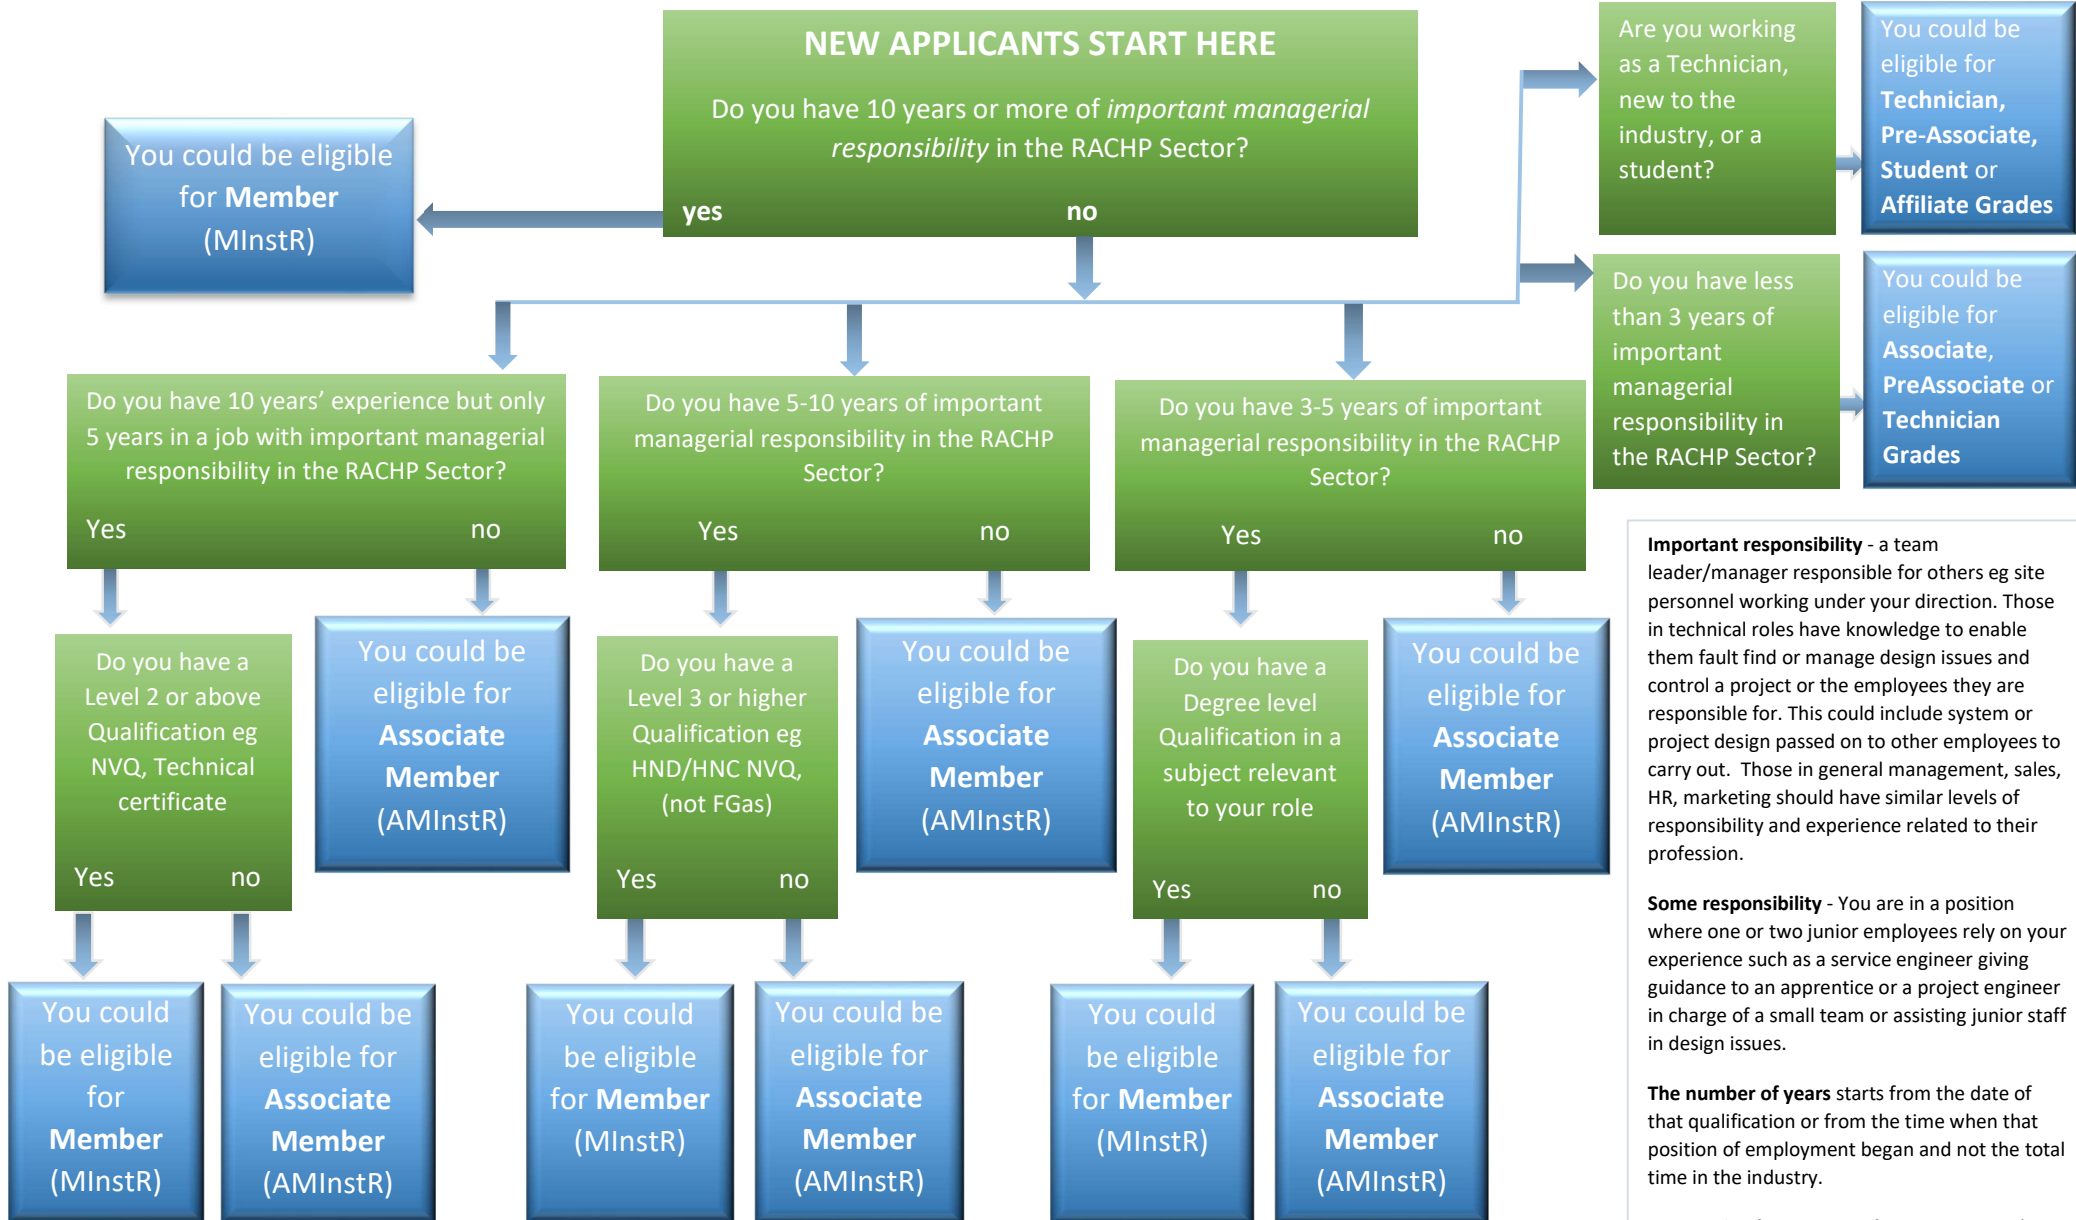 NEW APPLICANTS START HERE
Do you have 10 years or more of important managerial
responsibility in the RACHP Sector?
yes no
You could be eligible
for Member
(MInstR)
Are you working
as a Technician,
new to the
industry, or a
student?
You could be
eligible for
Technician,
Pre-Associate,
Student or
Affiliate Grades
Do you have less
than 3 years of
important
managerial
responsibility in
the RACHP Sector?
You could be
eligible for
Associate,
PreAssociate or
Technician
Grades
Do you have 10 years’ experience but only
5 years in a job with important managerial
responsibility in the RACHP Sector?
Yes no
Do you have 5-10 years of important
managerial responsibility in the RACHP
Sector?
Yes no
Do you have 3-5 years of important
managerial responsibility in the RACHP
Sector?
Yes no
Do you have a
Level 2 or above
Qualification eg
NVQ, Technical
certificate
Yes no
You could be
eligible for
Associate
Member
(AMInstR)
Do you have a
Level 3 or higher
Qualification eg
HND/HNC NVQ,
(not FGas)
Yes no
You could be
eligible for
Associate
Member
(AMInstR)
Do you have a
Degree level
Qualification in a
subject relevant
to your role
Yes no
You could be
eligible for
Associate
Member
(AMInstR)
You could
be eligible
for
Member
(MInstR)
You could be
eligible for
Associate
Member
(AMInstR)
You could
be eligible
for Member
(MInstR)
You could be
eligible for
Associate
Member
(AMInstR)
You could
be eligible
for Member
(MInstR)
You could be
eligible for
Associate
Member
(AMInstR)
Important responsibility - a team
leader/manager responsible for others eg site
personnel working under your direction. Those
in technical roles have knowledge to enable
them fault find or manage design issues and
control a project or the employees they are
responsible for. This could include system or
project design passed on to other employees to
carry out. Those in general management, sales,
HR, marketing should have similar levels of
responsibility and experience related to their
profession.
Some responsibility - You are in a position
where one or two junior employees rely on your
experience such as a service engineer giving
guidance to an apprentice or a project engineer
in charge of a small team or assisting junior staff
in design issues.
The number of years starts from the date of
that qualification or from the time when that
position of employment began and not the total
time in the industry.